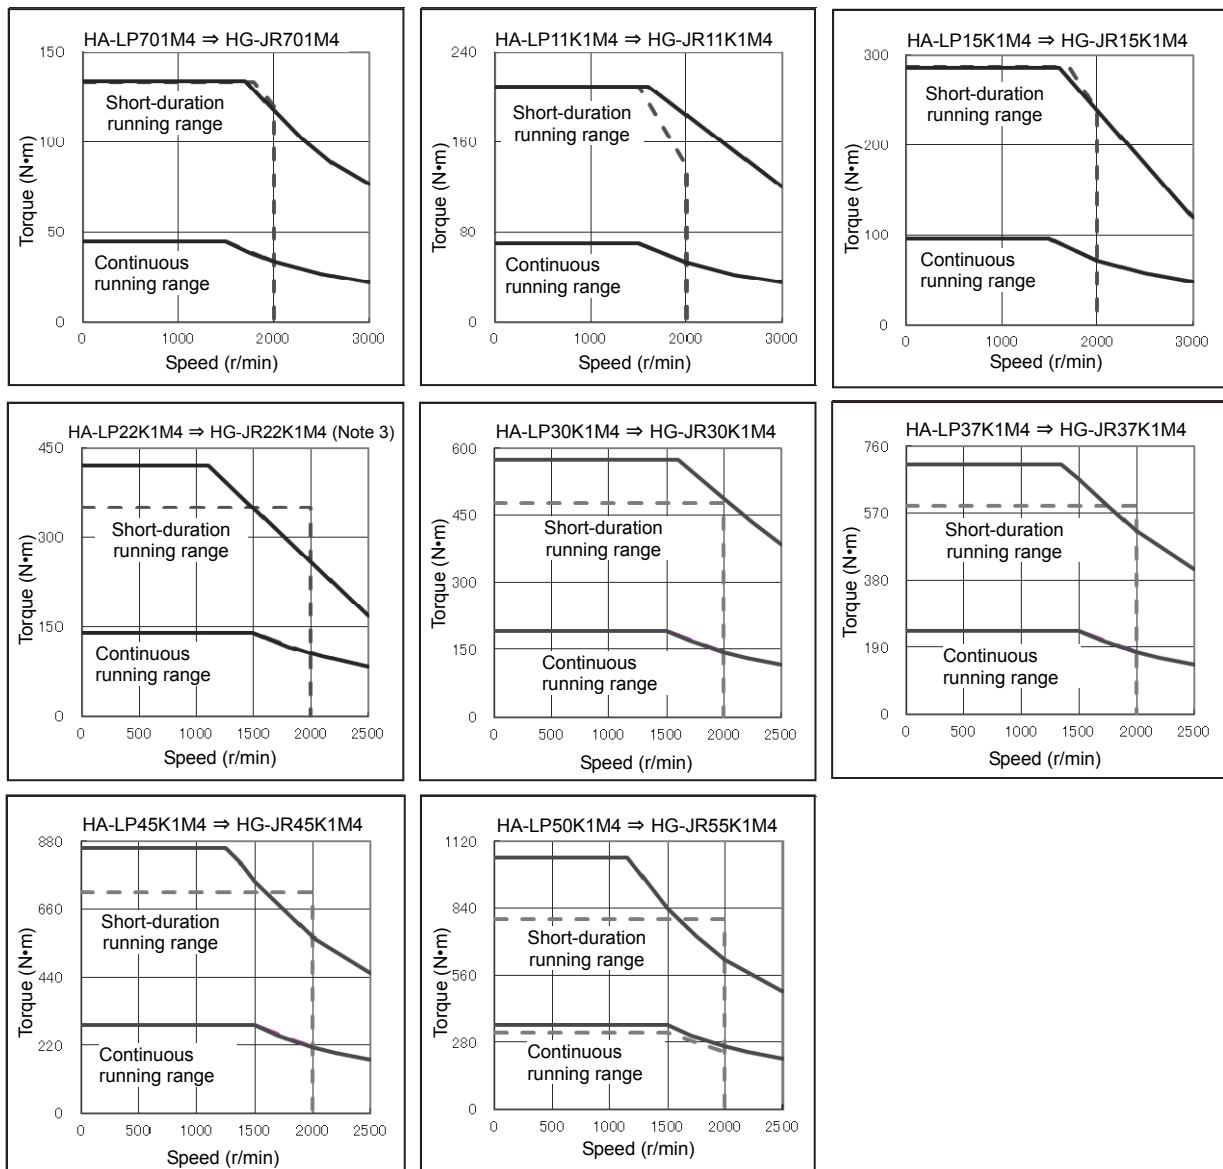 HA-LP701M4 ⇒ HG-JR701M4
150
100
50
0
Torque (N•m)
Short-duration
running range
Continuous
running range
0 1000 2000 3000
Speed (r/min)
HA-LP11K1M4 ⇒ HG-JR11K1M4
240
160
80
0
Torque (N•m)
Short-duration
running range
Continuous
running range
0 1000 2000 3000
Speed (r/min)
HA-LP15K1M4 ⇒ HG-JR15K1M4
300
200
100
0
Torque (N•m)
Short-duration
running range
Continuous
running range
0 1000 2000 3000
Speed (r/min)
HA-LP22K1M4 ⇒ HG-JR22K1M4 (Note 3)
450
300
150
0
Torque (N•m)
Short-duration
running range
Continuous
running range
0 500 1000 1500 2000 2500
Speed (r/min)
HA-LP30K1M4 ⇒ HG-JR30K1M4
600
450
300
150
0
Torque (N•m)
Short-duration
running range
Continuous
running range
0 500 1000 1500 2000 2500
Speed (r/min)
HA-LP37K1M4 ⇒ HG-JR37K1M4
760
570
380
190
0
Torque (N•m)
Short-duration
running range
Continuous
running range
0 500 1000 1500 2000 2500
Speed (r/min)
HA-LP45K1M4 ⇒ HG-JR45K1M4
880
660
440
220
0
Torque (N•m)
Short-duration
running range
Continuous
running range
0 500 1000 1500 2000 2500
Speed (r/min)
HA-LP50K1M4 ⇒ HG-JR55K1M4
1120
840
560
280
0
Torque (N•m)
Short-duration
running range
Continuous
running range
0 500 1000 1500 2000 2500
Speed (r/min)